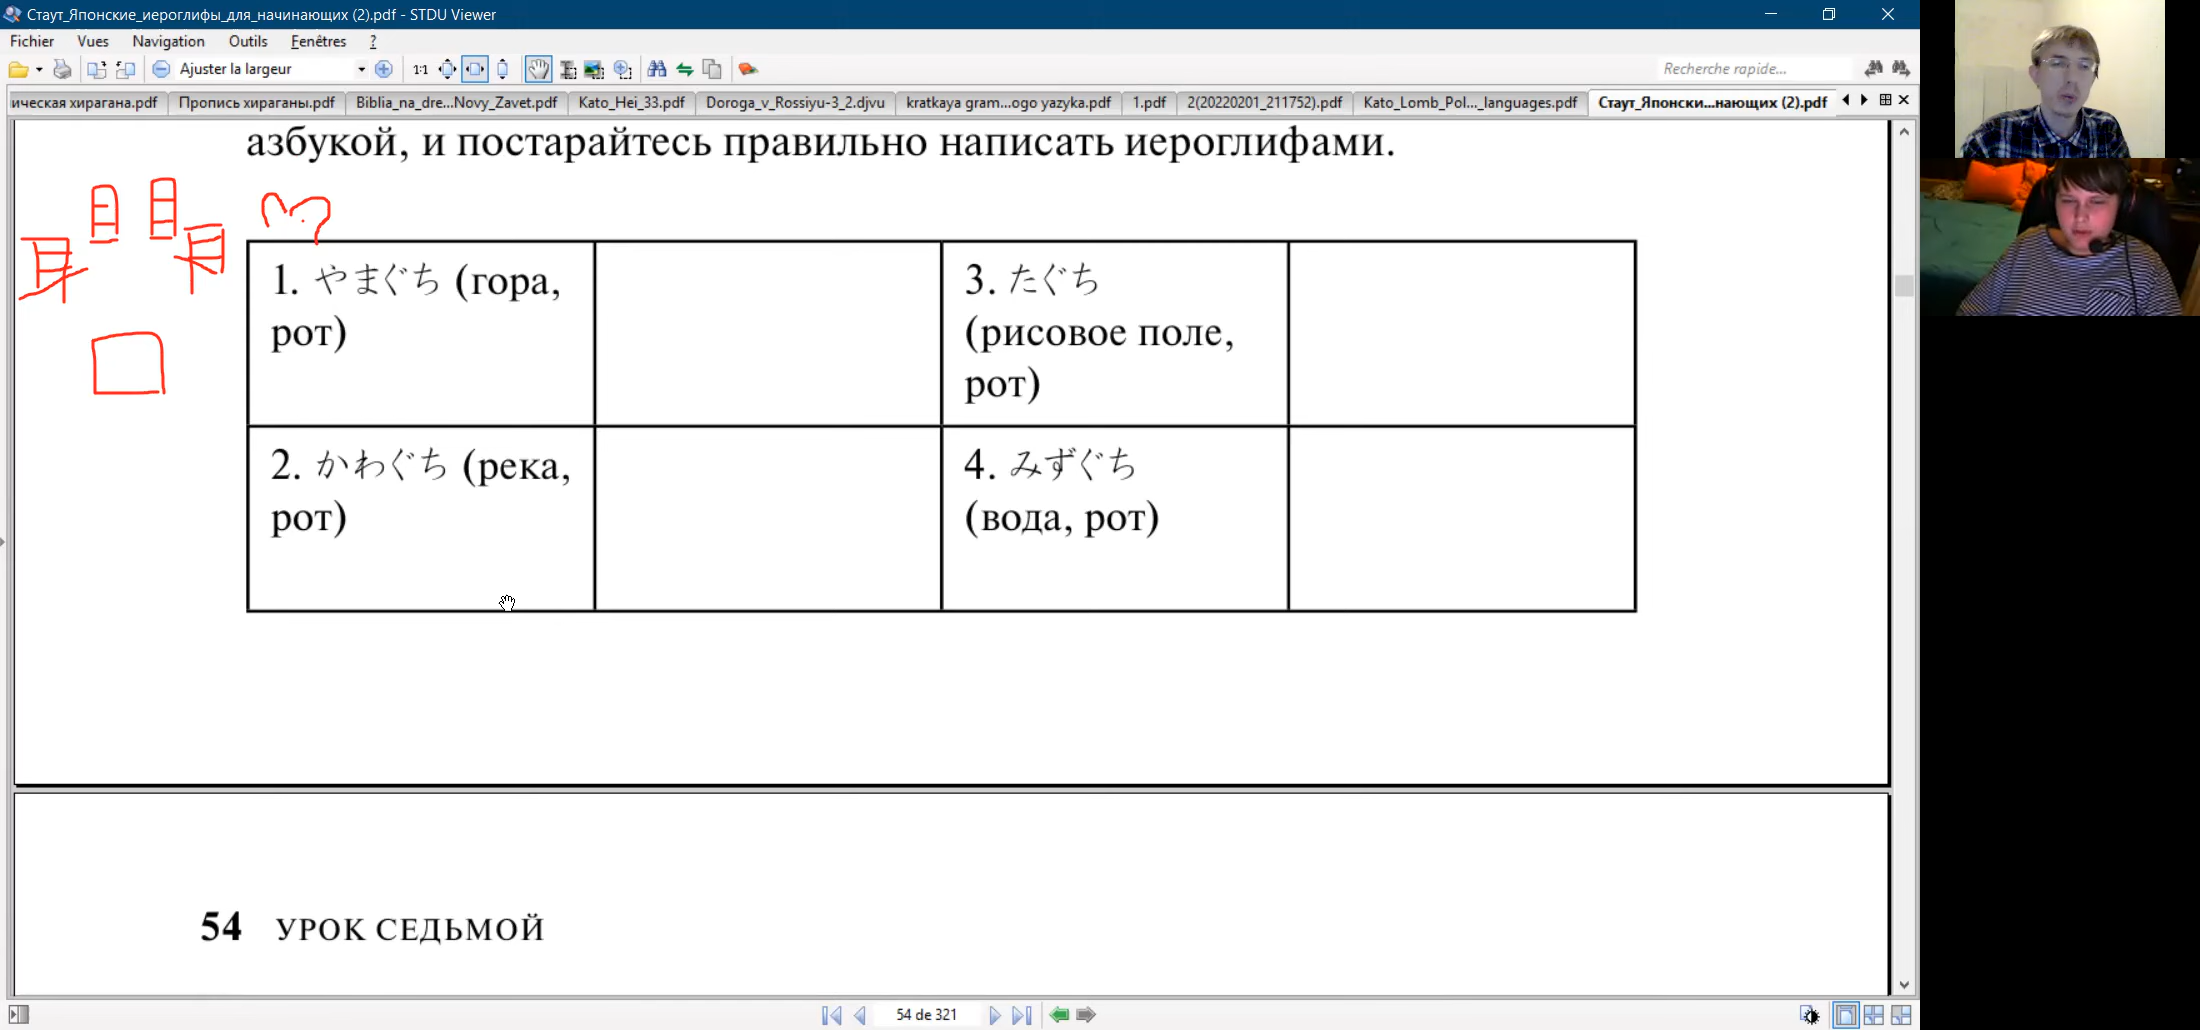 Стаут_Японские_иероглифы_для_начинающих (2).pdf - STDU Viewer
Fichier Vues Navigation Outils Fenêtres ?
Ajuster la largeur 1:1 Recherche rapide...
ическая хирагана.pdf Пропись хираганы.pdf Biblia_na_dre...Novy_Zavet.pdf Kato_Hei_33.pdf Doroga_v_Rossiyu-3_2.djvu kratkaya gram...ogo yazyka.pdf 1.pdf 2(20220201_211752).pdf Kato_Lomb_Pol..._languages.pdf Стаут_Японски...нающих (2).pdf
азбукой, и постарайтесь правильно написать иероглифами.
1. やまぐち (гора,
рот)
3. たぐち
(рисовое поле,
рот)
2. かわぐち (река,
рот)
4. みずぐち
(вода, рот)
54 УРОК СЕДЬМОЙ
54 de 321